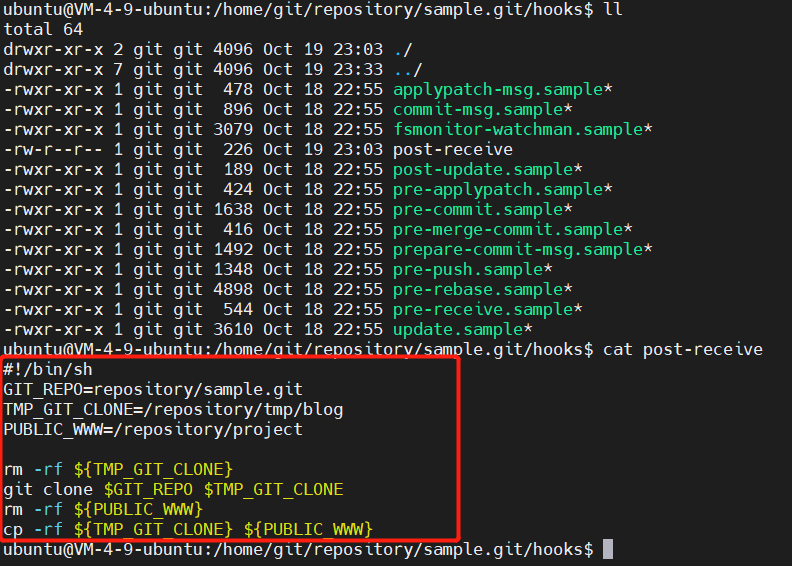 ubuntu@VM-4-9-ubuntu:/home/git/repository/sample.git/hooks$ ll
total 64
drwxr-xr-x 2 git git 4096 Oct 19 23:03 ./
drwxr-xr-x 7 git git 4096 Oct 19 23:33 ../
-rwxr-xr-x 1 git git  478 Oct 18 22:55 applypatch-msg.sample*
-rwxr-xr-x 1 git git  896 Oct 18 22:55 commit-msg.sample*
-rwxr-xr-x 1 git git 3079 Oct 18 22:55 fsmonitor-watchman.sample*
-rw-r--r-- 1 git git  226 Oct 19 23:03 post-receive
-rwxr-xr-x 1 git git  189 Oct 18 22:55 post-update.sample*
-rwxr-xr-x 1 git git  424 Oct 18 22:55 pre-applypatch.sample*
-rwxr-xr-x 1 git git 1638 Oct 18 22:55 pre-commit.sample*
-rwxr-xr-x 1 git git  416 Oct 18 22:55 pre-merge-commit.sample*
-rwxr-xr-x 1 git git 1492 Oct 18 22:55 prepare-commit-msg.sample*
-rwxr-xr-x 1 git git 1348 Oct 18 22:55 pre-push.sample*
-rwxr-xr-x 1 git git 4898 Oct 18 22:55 pre-rebase.sample*
-rwxr-xr-x 1 git git  544 Oct 18 22:55 pre-receive.sample*
-rwxr-xr-x 1 git git 3610 Oct 18 22:55 update.sample*
ubuntu@VM-4-9-ubuntu:/home/git/repository/sample.git/hooks$ cat post-receive
#!/bin/sh
GIT_REPO=repository/sample.git
TMP_GIT_CLONE=/repository/tmp/blog
PUBLIC_WWW=/repository/project

rm -rf ${TMP_GIT_CLONE}
git clone $GIT_REPO $TMP_GIT_CLONE
rm -rf ${PUBLIC_WWW}
cp -rf ${TMP_GIT_CLONE} ${PUBLIC_WWW}
ubuntu@VM-4-9-ubuntu:/home/git/repository/sample.git/hooks$